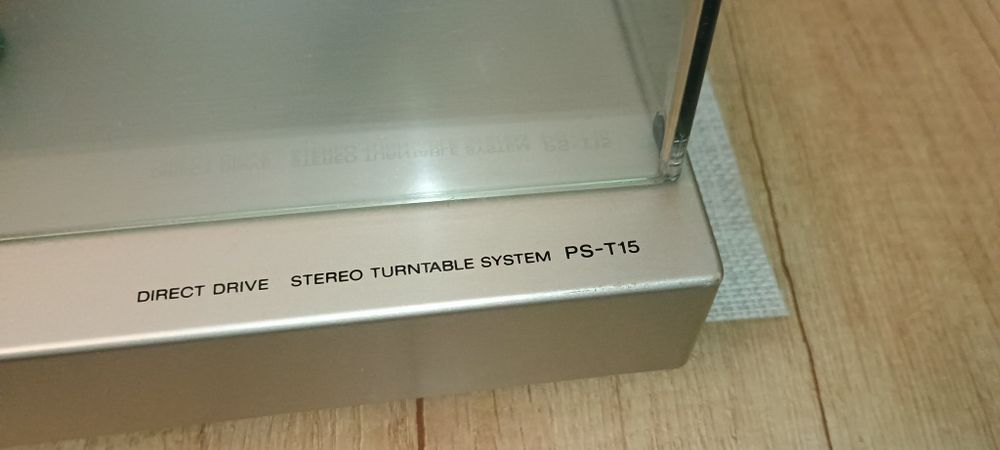 DIRECT DRIVE STEREO TURNTABLE SYSTEM PS-T15